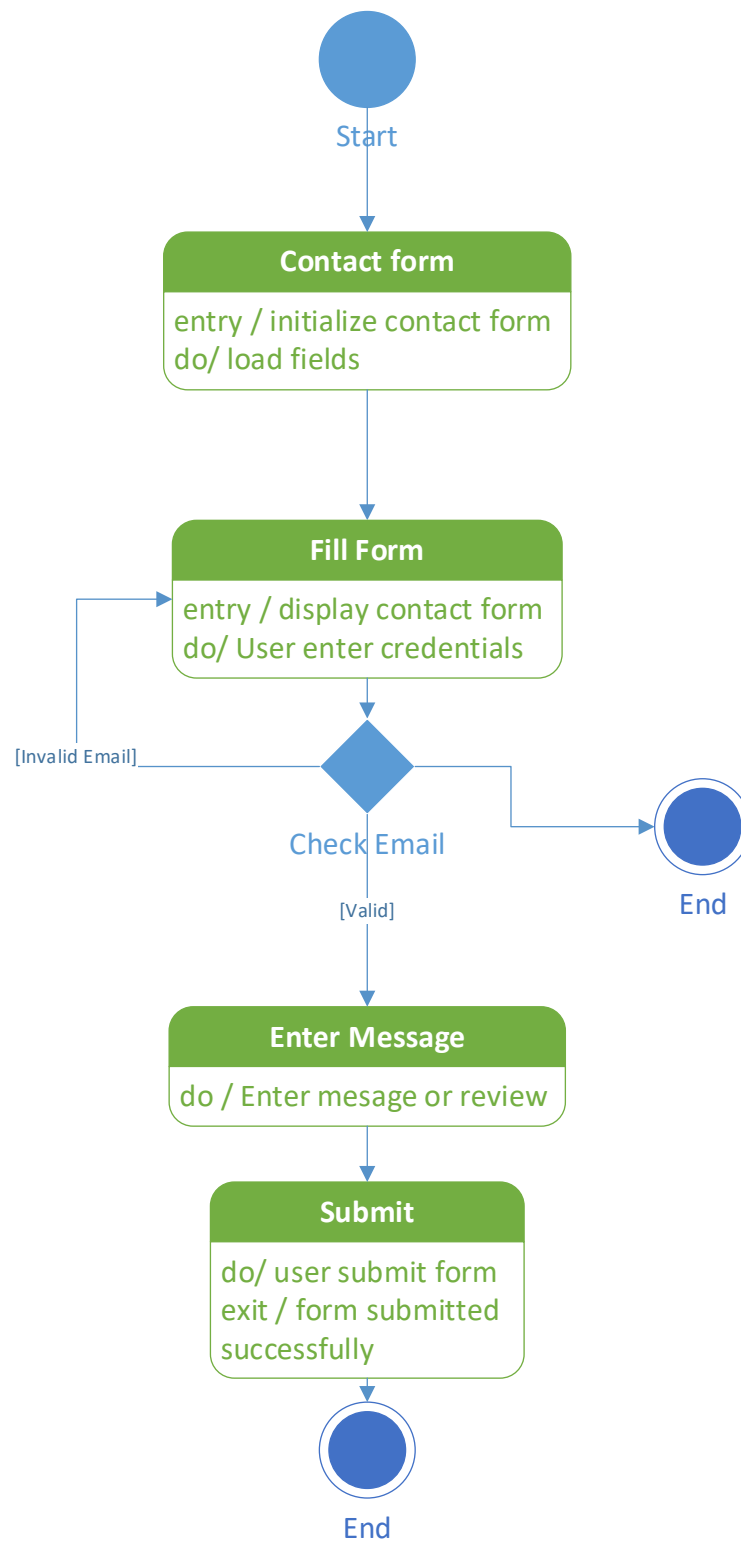 Start
Contact form
entry / initialize contact form
do/ load fields
Fill Form
entry / display contact form
do/ User enter credentials
[Invalid Email]
Check Email
End
[Valid]
Enter Message
do / Enter mesage or review
Submit
do/ user submit form
exit / form submitted
successfully
End